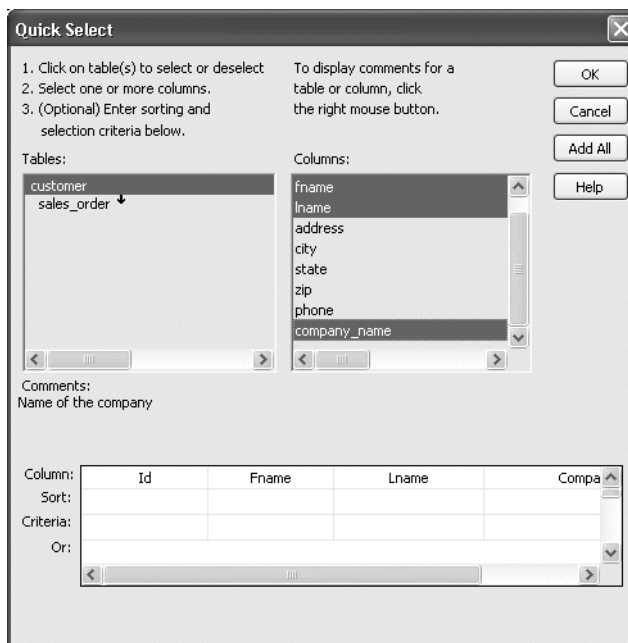 Quick Select
1. Click on table(s) to select or deselect
2. Select one or more columns.
3. (Optional) Enter sorting and
selection criteria below.
To display comments for a
table or column, click
the right mouse button.
OK
Cancel
Add All
Help
Tables:
customer
sales_order
Columns:
fname
lname
address
city
state
zip
phone
company_name
Comments:
Name of the company
Column: Id Fname Lname Compa
Sort:
Criteria:
Or: